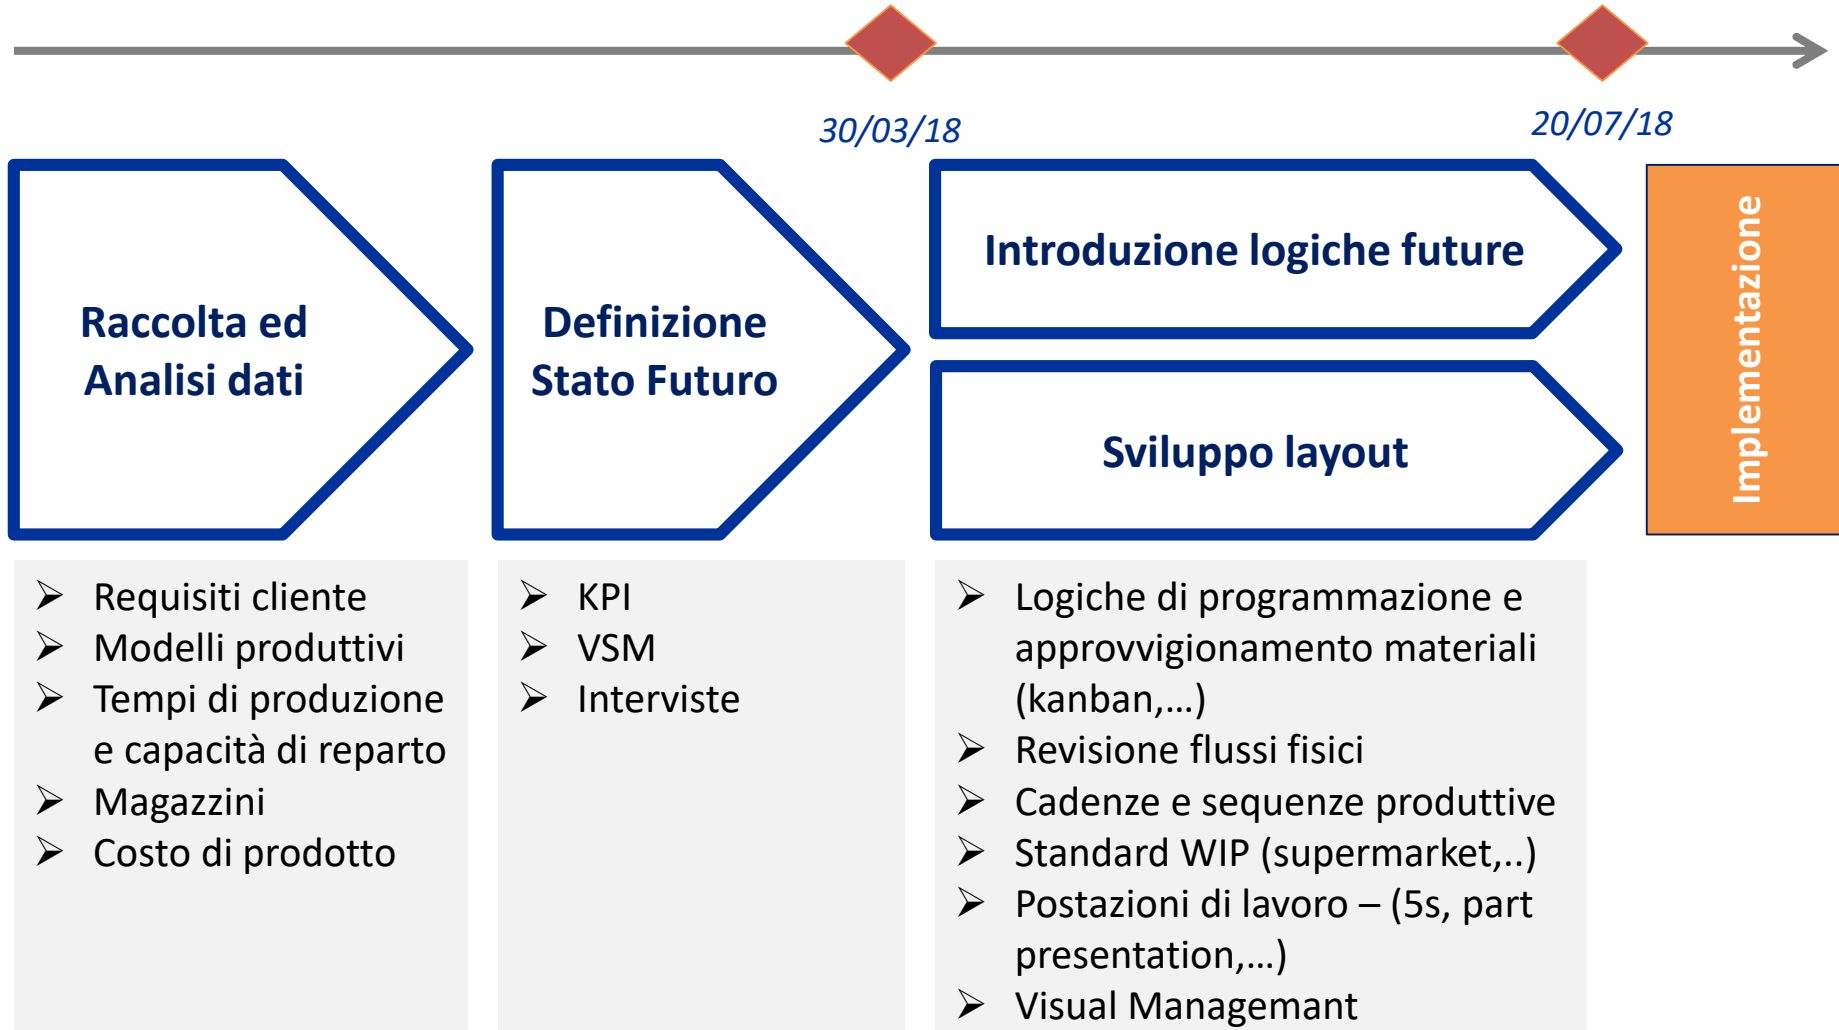 30/03/18
20/07/18
Raccolta ed
Analisi dati
Definizione
Stato Futuro
Introduzione logiche future
Sviluppo layout
Implementazione
➢ Requisiti cliente
➢ Modelli produttivi
➢ Tempi di produzione
e capacità di reparto
➢ Magazzini
➢ Costo di prodotto
➢ KPI
➢ VSM
➢ Interviste
➢ Logiche di programmazione e
approvvigionamento materiali
(kanban,...)
➢ Revisione flussi fisici
➢ Cadenze e sequenze produttive
➢ Standard WIP (supermarket,..)
➢ Postazioni di lavoro – (5s, part
presentation,...)
➢ Visual Managemant